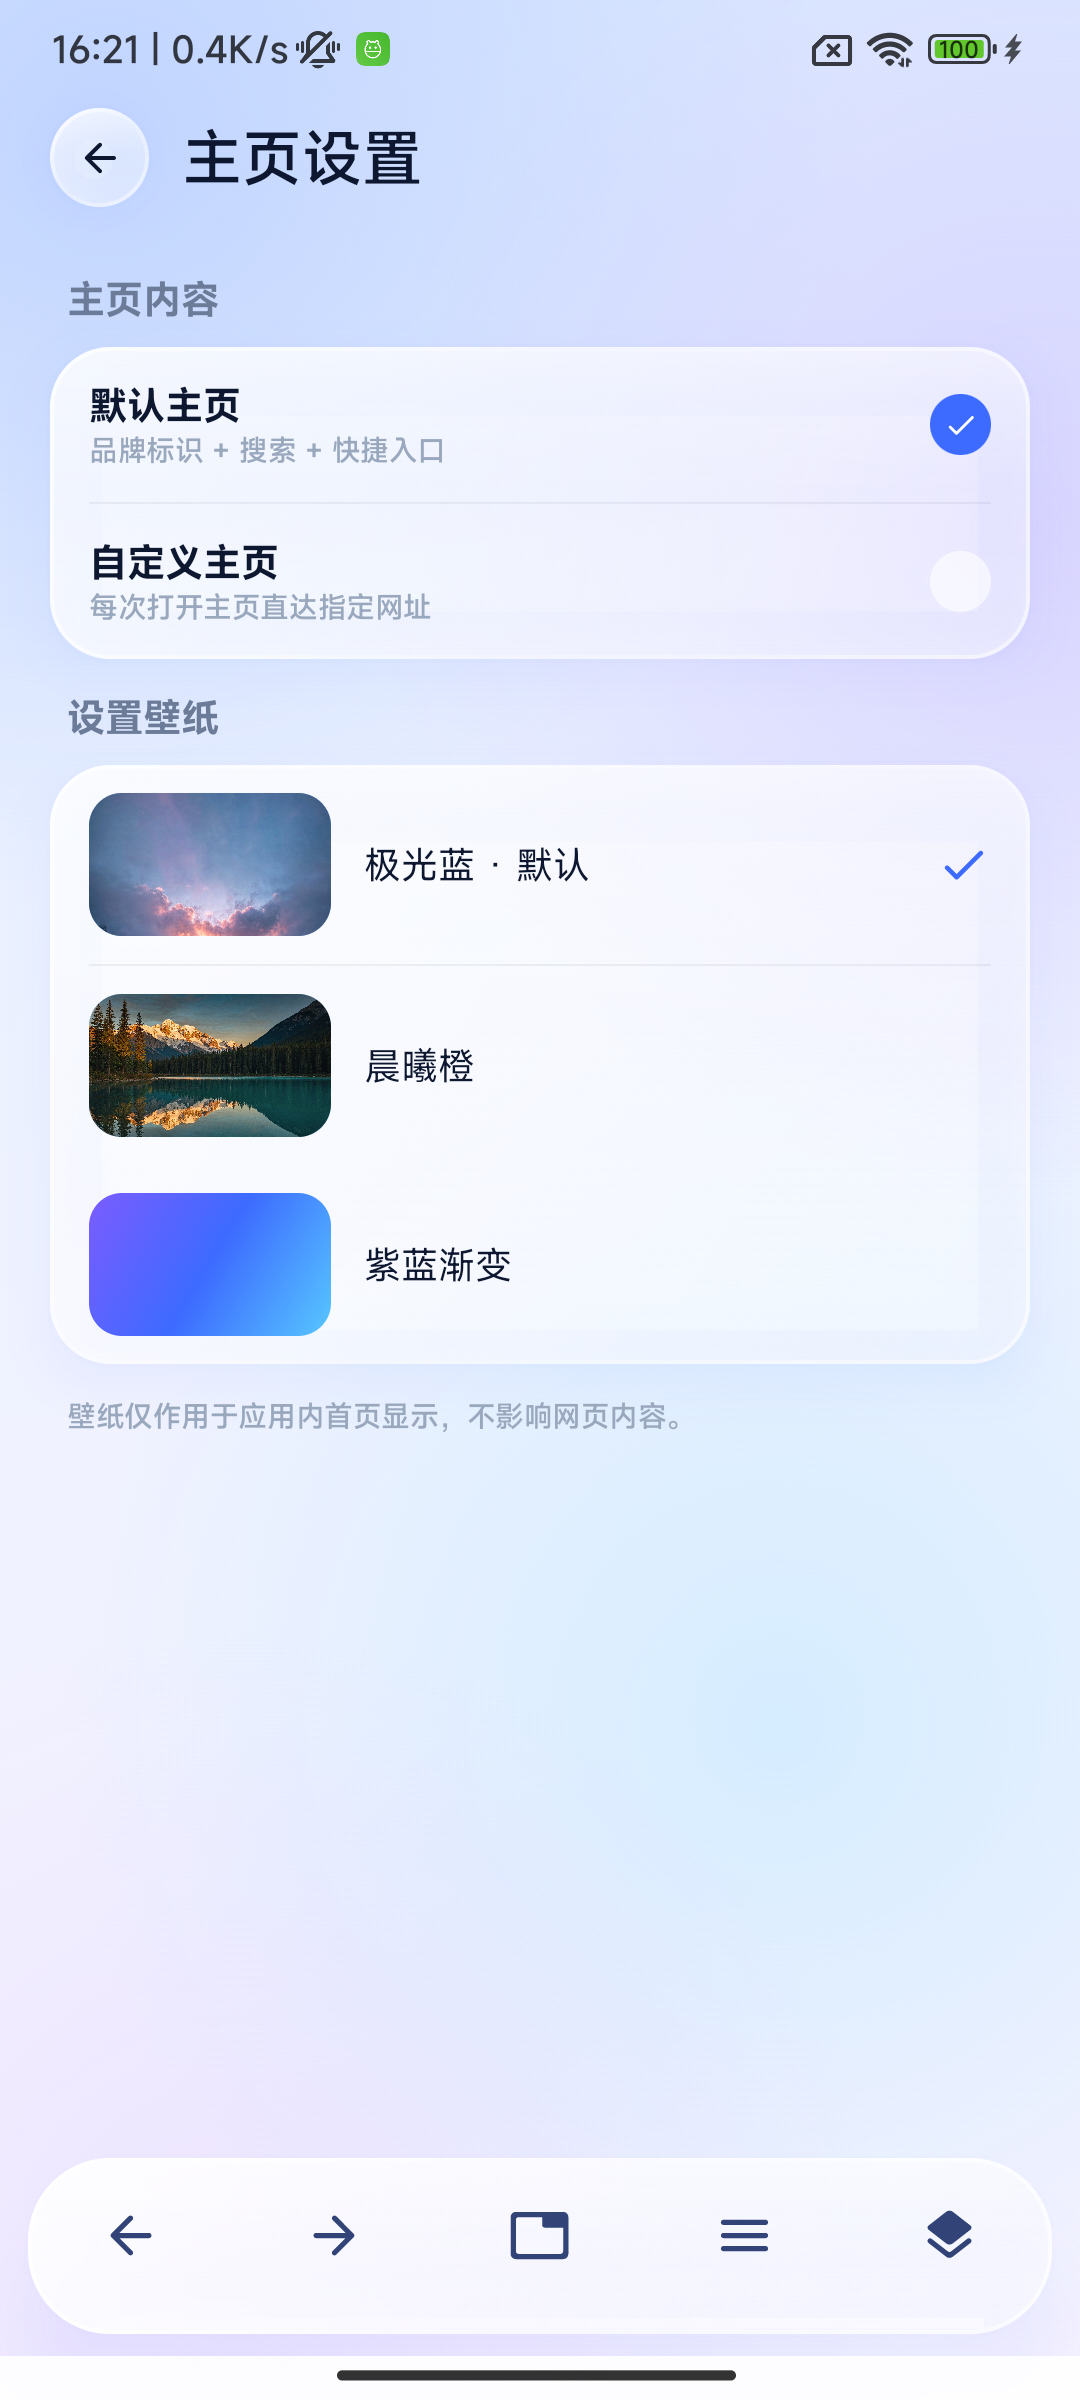 16:21 | 0.4K/s
100
主页设置
主页内容
默认主页
品牌标识 + 搜索 + 快捷入口
自定义主页
每次打开主页直达指定网址
设置壁纸
极光蓝 · 默认
晨曦橙
紫蓝渐变
壁纸仅作用于应用内首页显示，不影响网页内容。